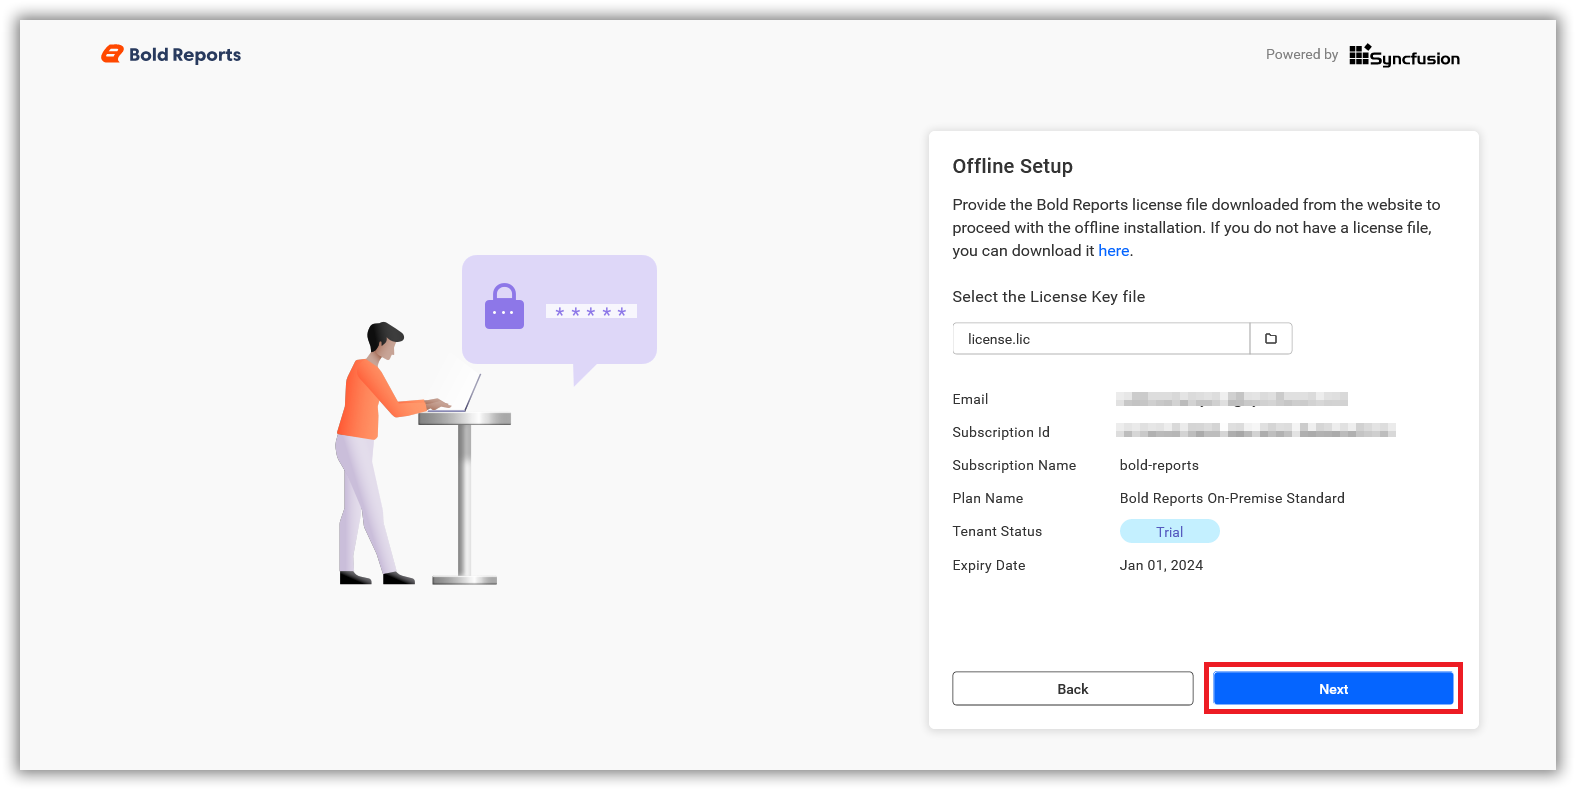 Bold Reports
Powered by Syncfusion
Offline Setup
Provide the Bold Reports license file downloaded from the website to
proceed with the offline installation. If you do not have a license file,
you can download it here.
Select the License Key file
license.lic
Email
Subscription Id
Subscription Name bold-reports
Plan Name Bold Reports On-Premise Standard
Tenant Status Trial
Expiry Date Jan 01, 2024
Back Next
* * * * *